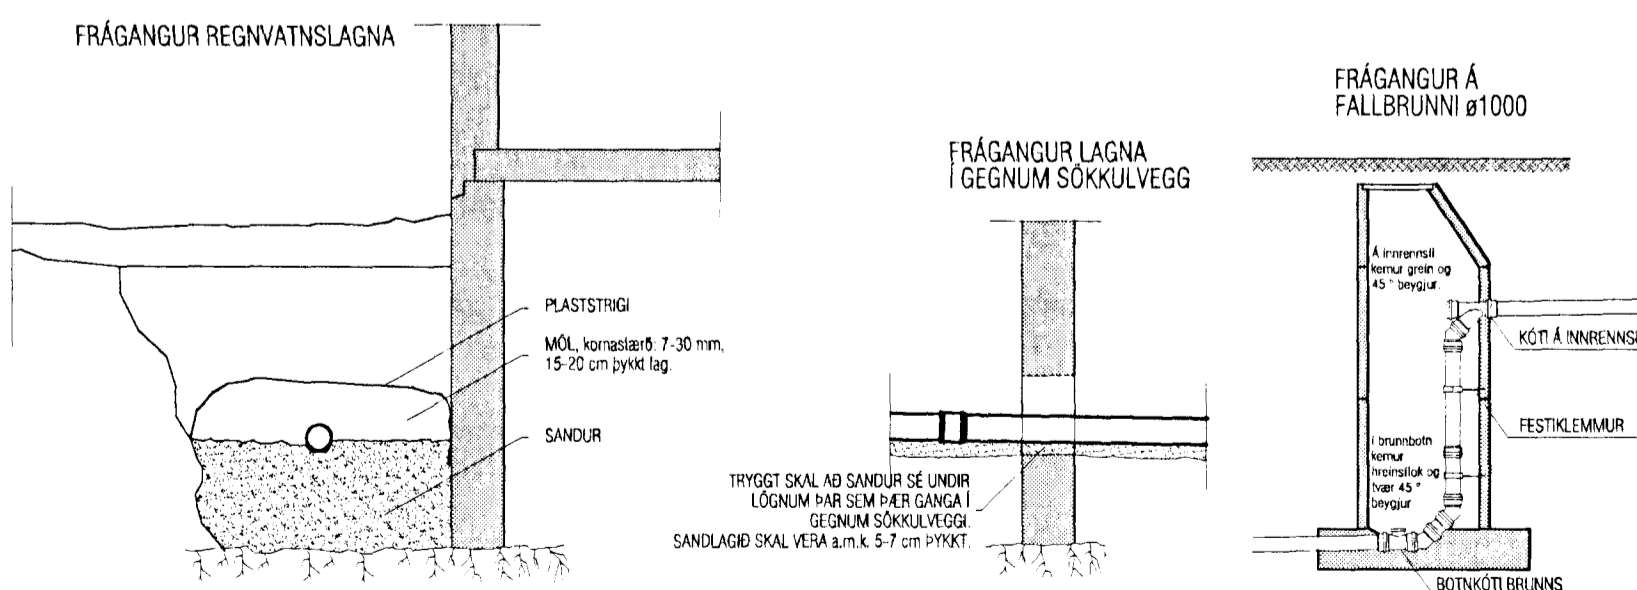 FRÁGANGUR REGNVATNSLAGNA
PLASTSTRIGI
MÖL, kornastærð: 7-30 mm,
15-20 cm þykkt lag.
SANDUR
FRÁGANGUR LAGNA
Í GEGNUM SÖKKULVEGG
TRYGGT SKAL AÐ SANDUR SÉ UNDIR
LÖGNUM ÞAR SEM ÞÆR GANGA Í
GEGNUM SÖKKULVEGGI.
SANDLAGIÐ SKAL VERA a.m.k. 5-7 cm ÞYKKT.
FRÁGANGUR Á
FALLBRUNNI ø1000
Á innrennsli
kemur grein og
45° beygjur.
KÓTI Á INNRENNSL
FESTIKLEMMUR
Í brunnbotn
kemur
hreinsilok og
tvær 45°
beygjur
BOTNKÓTI BRUNNS